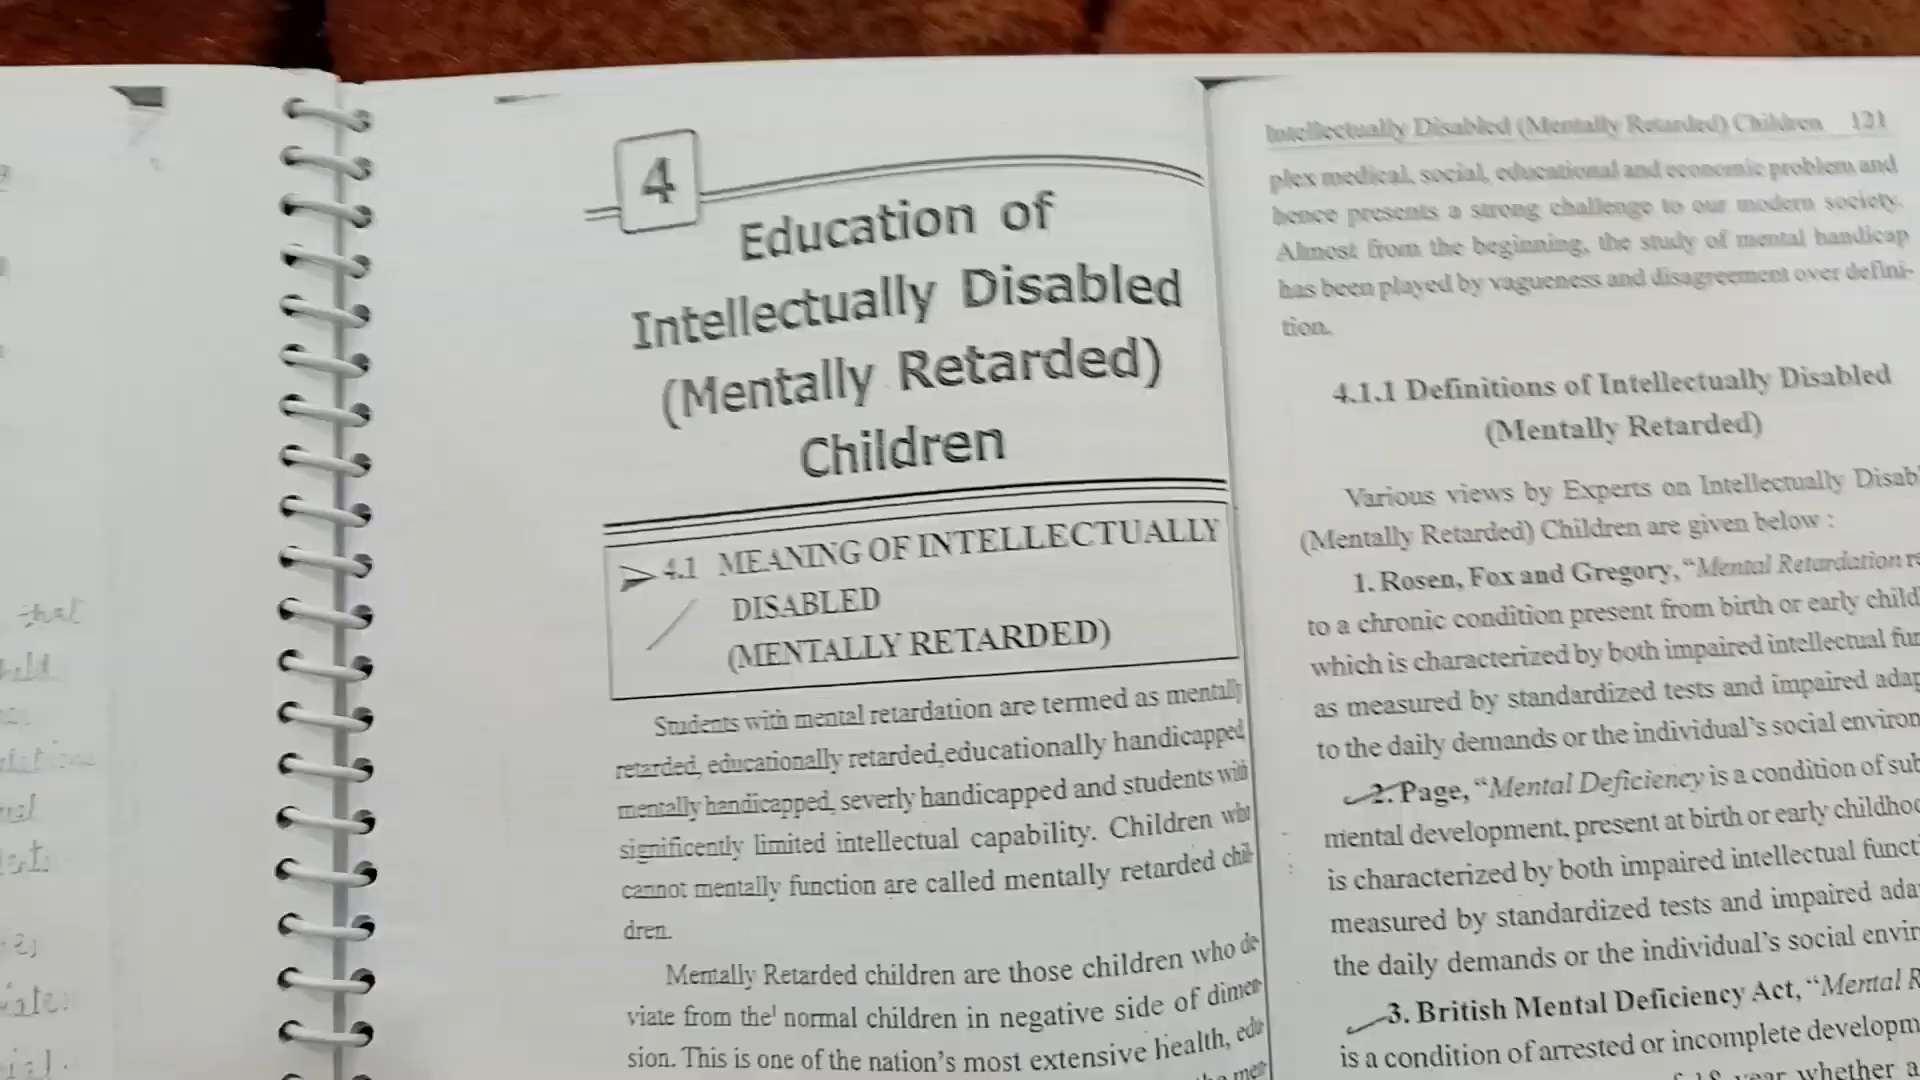 4
Education of
Intellectually Disabled
(Mentally Retarded)
Children
4.1 MEANING OF INTELLECTUALLY
DISABLED
(MENTALLY RETARDED)
Students with mental retardation are termed as mentally
retarded, educationally retarded,educationally handicapped,
mentally handicapped, severly handicapped and students with
significently limited intellectual capability. Children who
cannot mentally function are called mentally retarded chil-
dren.
Mentally Retarded children are those children who de-
viate from the normal children in negative side of dimen-
sion. This is one of the nation's most extensive health, edu-
Intellectually Disabled (Mentally Retarded) Children 121
plex medical, social, educational and economic problem and
hence presents a strong challenge to our modern society.
Almost from the beginning, the study of mental handicap
has been played by vagueness and disagreement over defini-
tion.
4.1.1 Definitions of Intellectually Disabled
(Mentally Retarded)
Various views by Experts on Intellectually Disab
(Mentally Retarded) Children are given below :
1. Rosen, Fox and Gregory, "Mental Retardation re
to a chronic condition present from birth or early child
which is characterized by both impaired intellectual fun
as measured by standardized tests and impaired adap
to the daily demands or the individual's social environ
2. Page, "Mental Deficiency is a condition of sub
mental development, present at birth or early childhoo
is characterized by both impaired intellectual functi
measured by standardized tests and impaired ada
the daily demands or the individual's social envir
3. British Mental Deficiency Act, "Mental R
is a condition of arrested or incomplete developm
year whether a